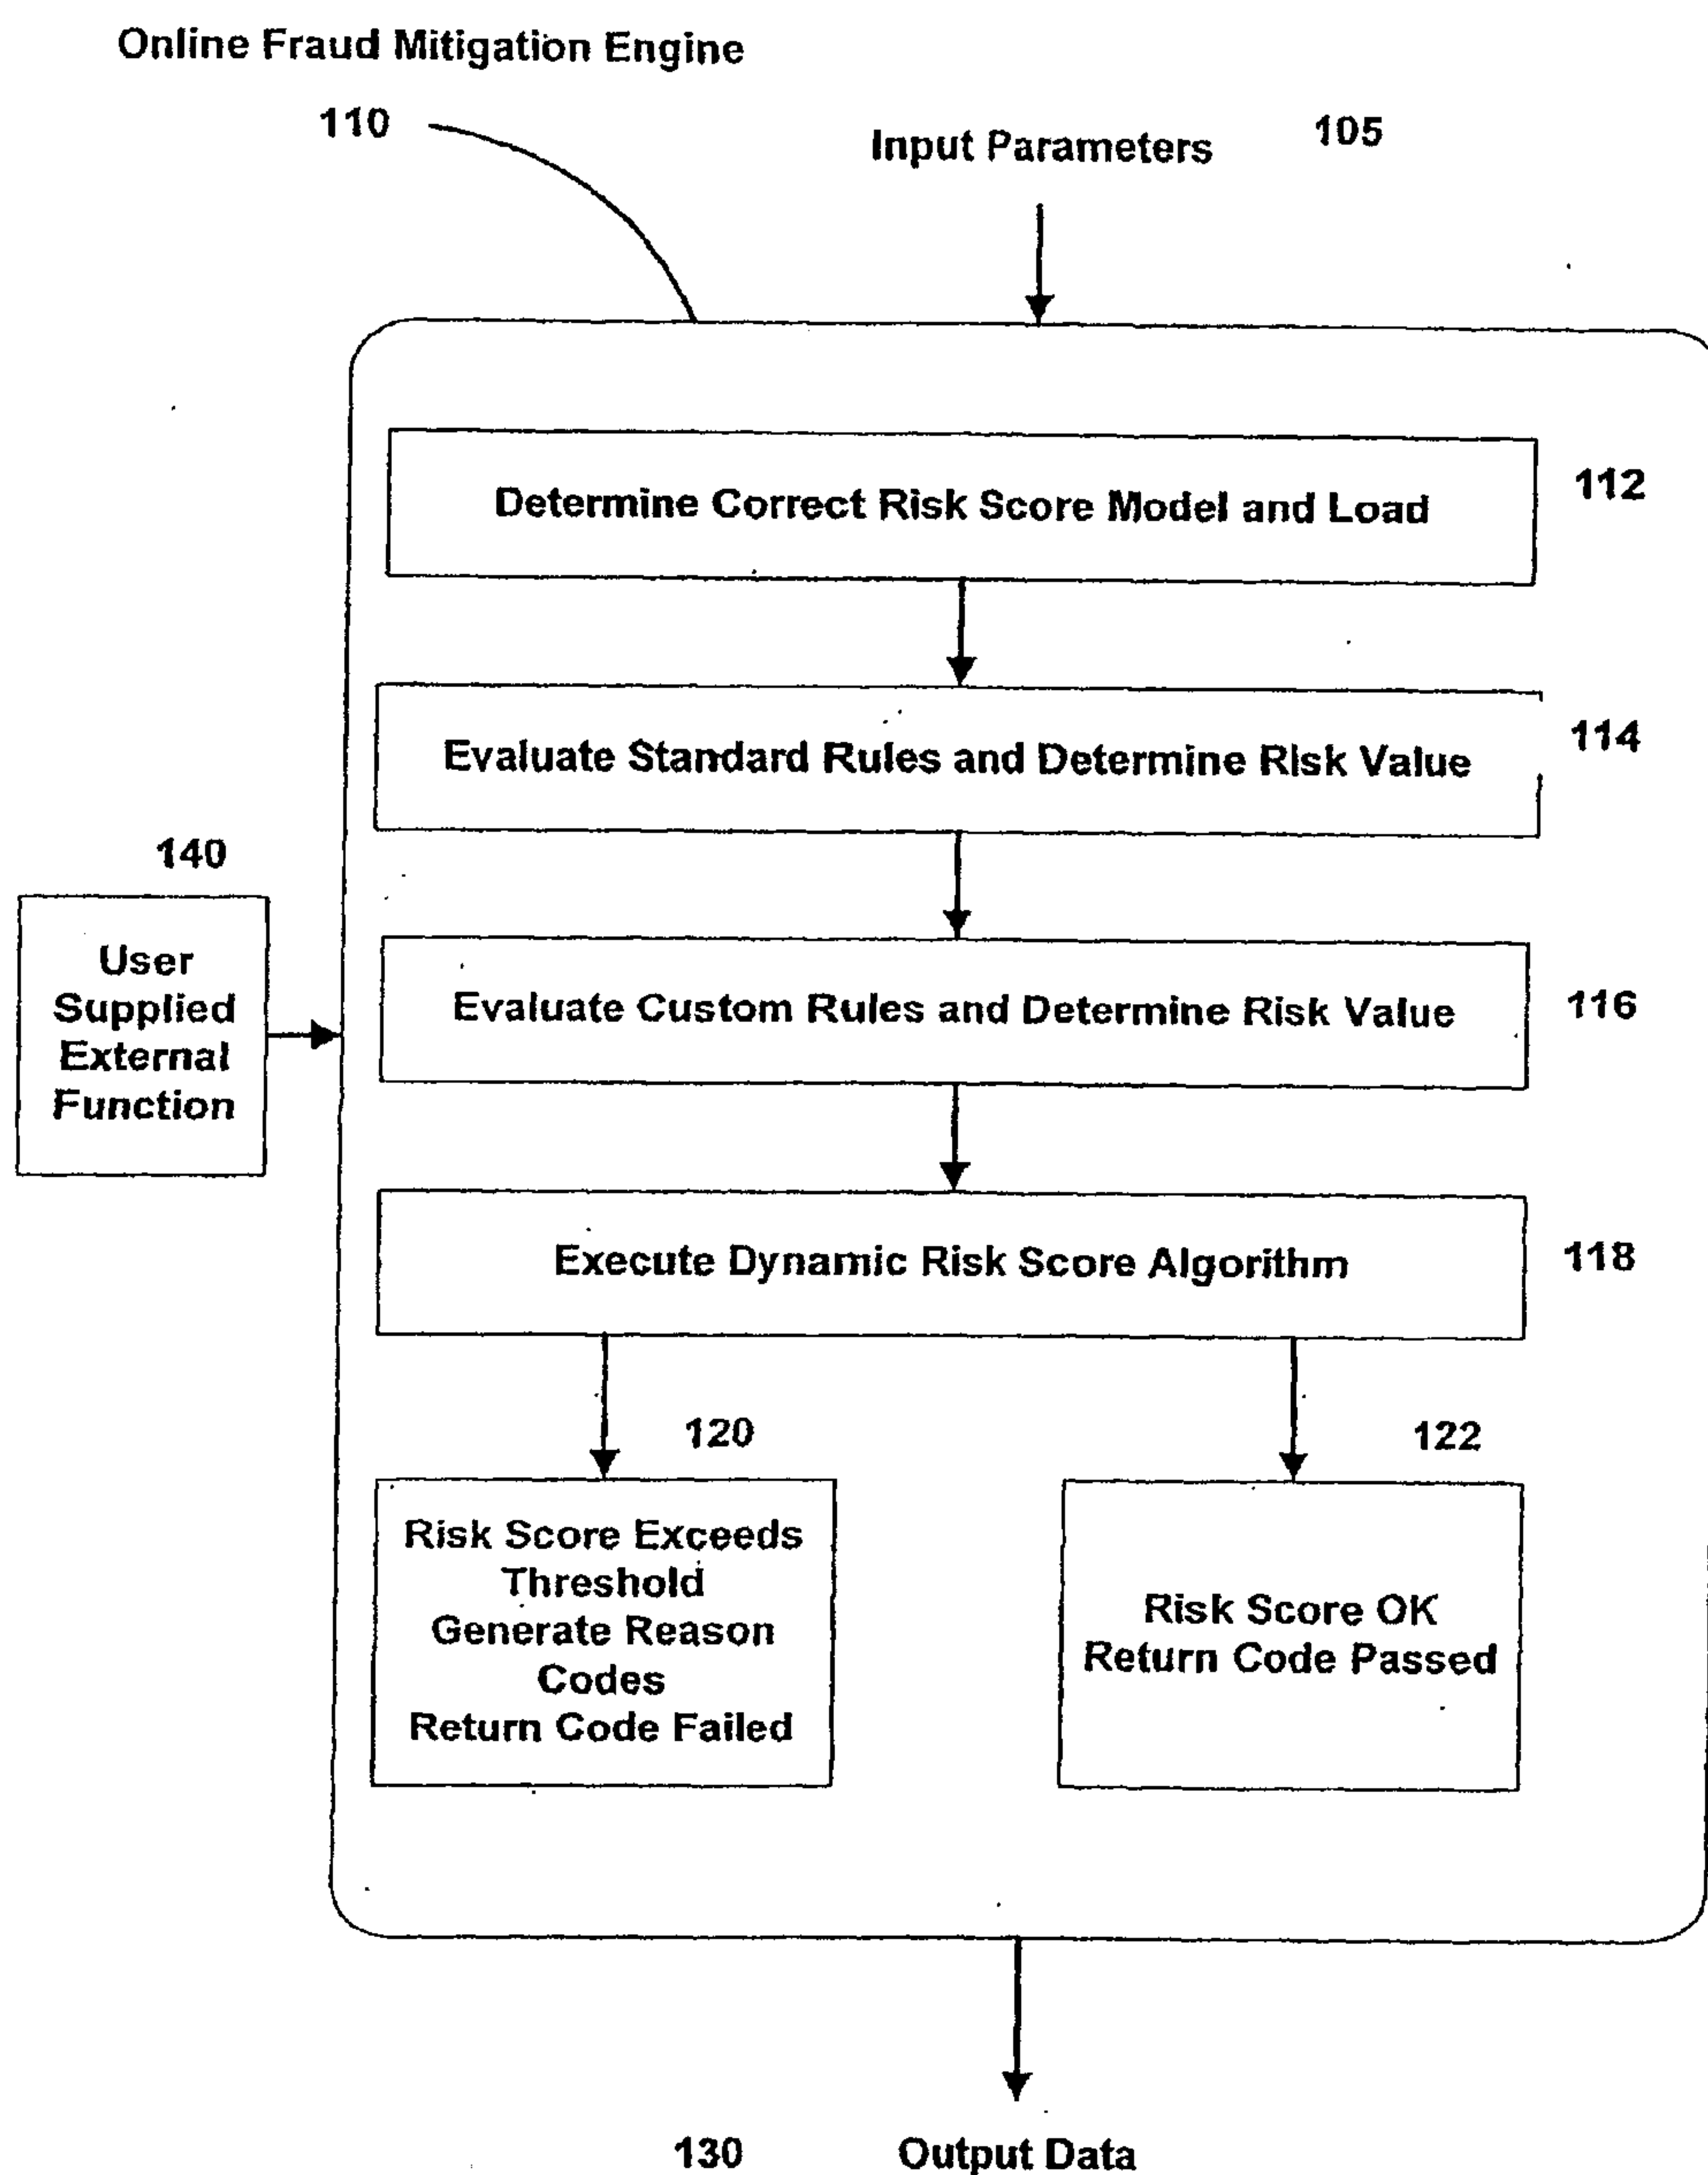 Online Fraud Mitigation Engine
110
Input Parameters
105
Determine Correct Risk Score Model and Load
112
Evaluate Standard Rules and Determine Risk Value
114
140
User
Supplied
External
Function
Evaluate Custom Rules and Determine Risk Value
116
Execute Dynamic Risk Score Algorithm
118
120
122
Risk Score Exceeds
Threshold
Generate Reason
Codes
Return Code Failed
Risk Score OK
Return Code Passed
130
Output Data